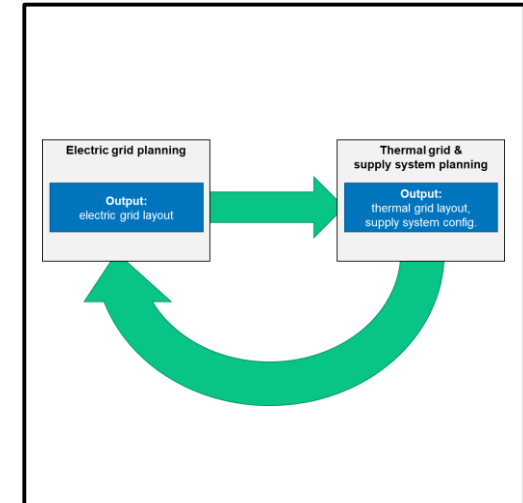 Electric grid planning
Output:
electric grid layout
Thermal grid &
supply system planning
Output:
thermal grid layout,
supply system config.